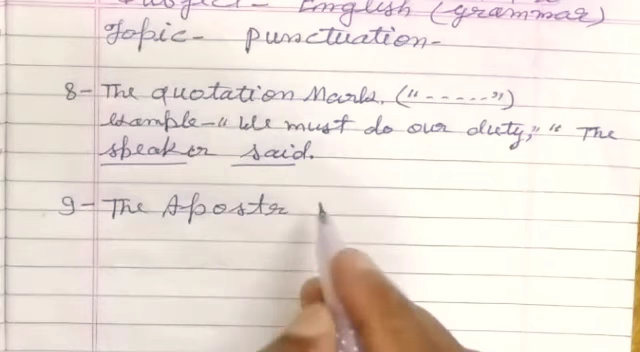 Subject- English (Grammar)
Topic- Punctuation-
8- The quotation Marks. (" ----- ")
Example-" We must do our duty," " The
speaker said.
9- The Apostr